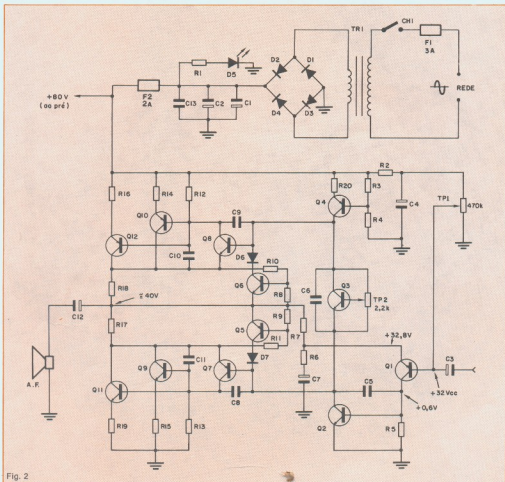 TR1
CH1
F1
3A
D2
D1
R1
D5
+80V
(ao pré)
F2
2A
C13
C2
C1
D4
D3
REDE
R2
R16
R14
R12
R20
R3
TP1
470k
Q10
C9
Q4
R4
C4
Q12
Q8
D6
C10
R10
Q6
Q3
R18
R8
C6
TP2
2,2k
C12
≅40V
R9
Q5
R7
+32,8V
R17
R11
R6
Q1
C3
C11
D7
A.F.
Q9
Q7
C7
C5
+32Vcc
Q11
C8
+0,6V
Q2
R19
R15
R13
R5
Fig. 2